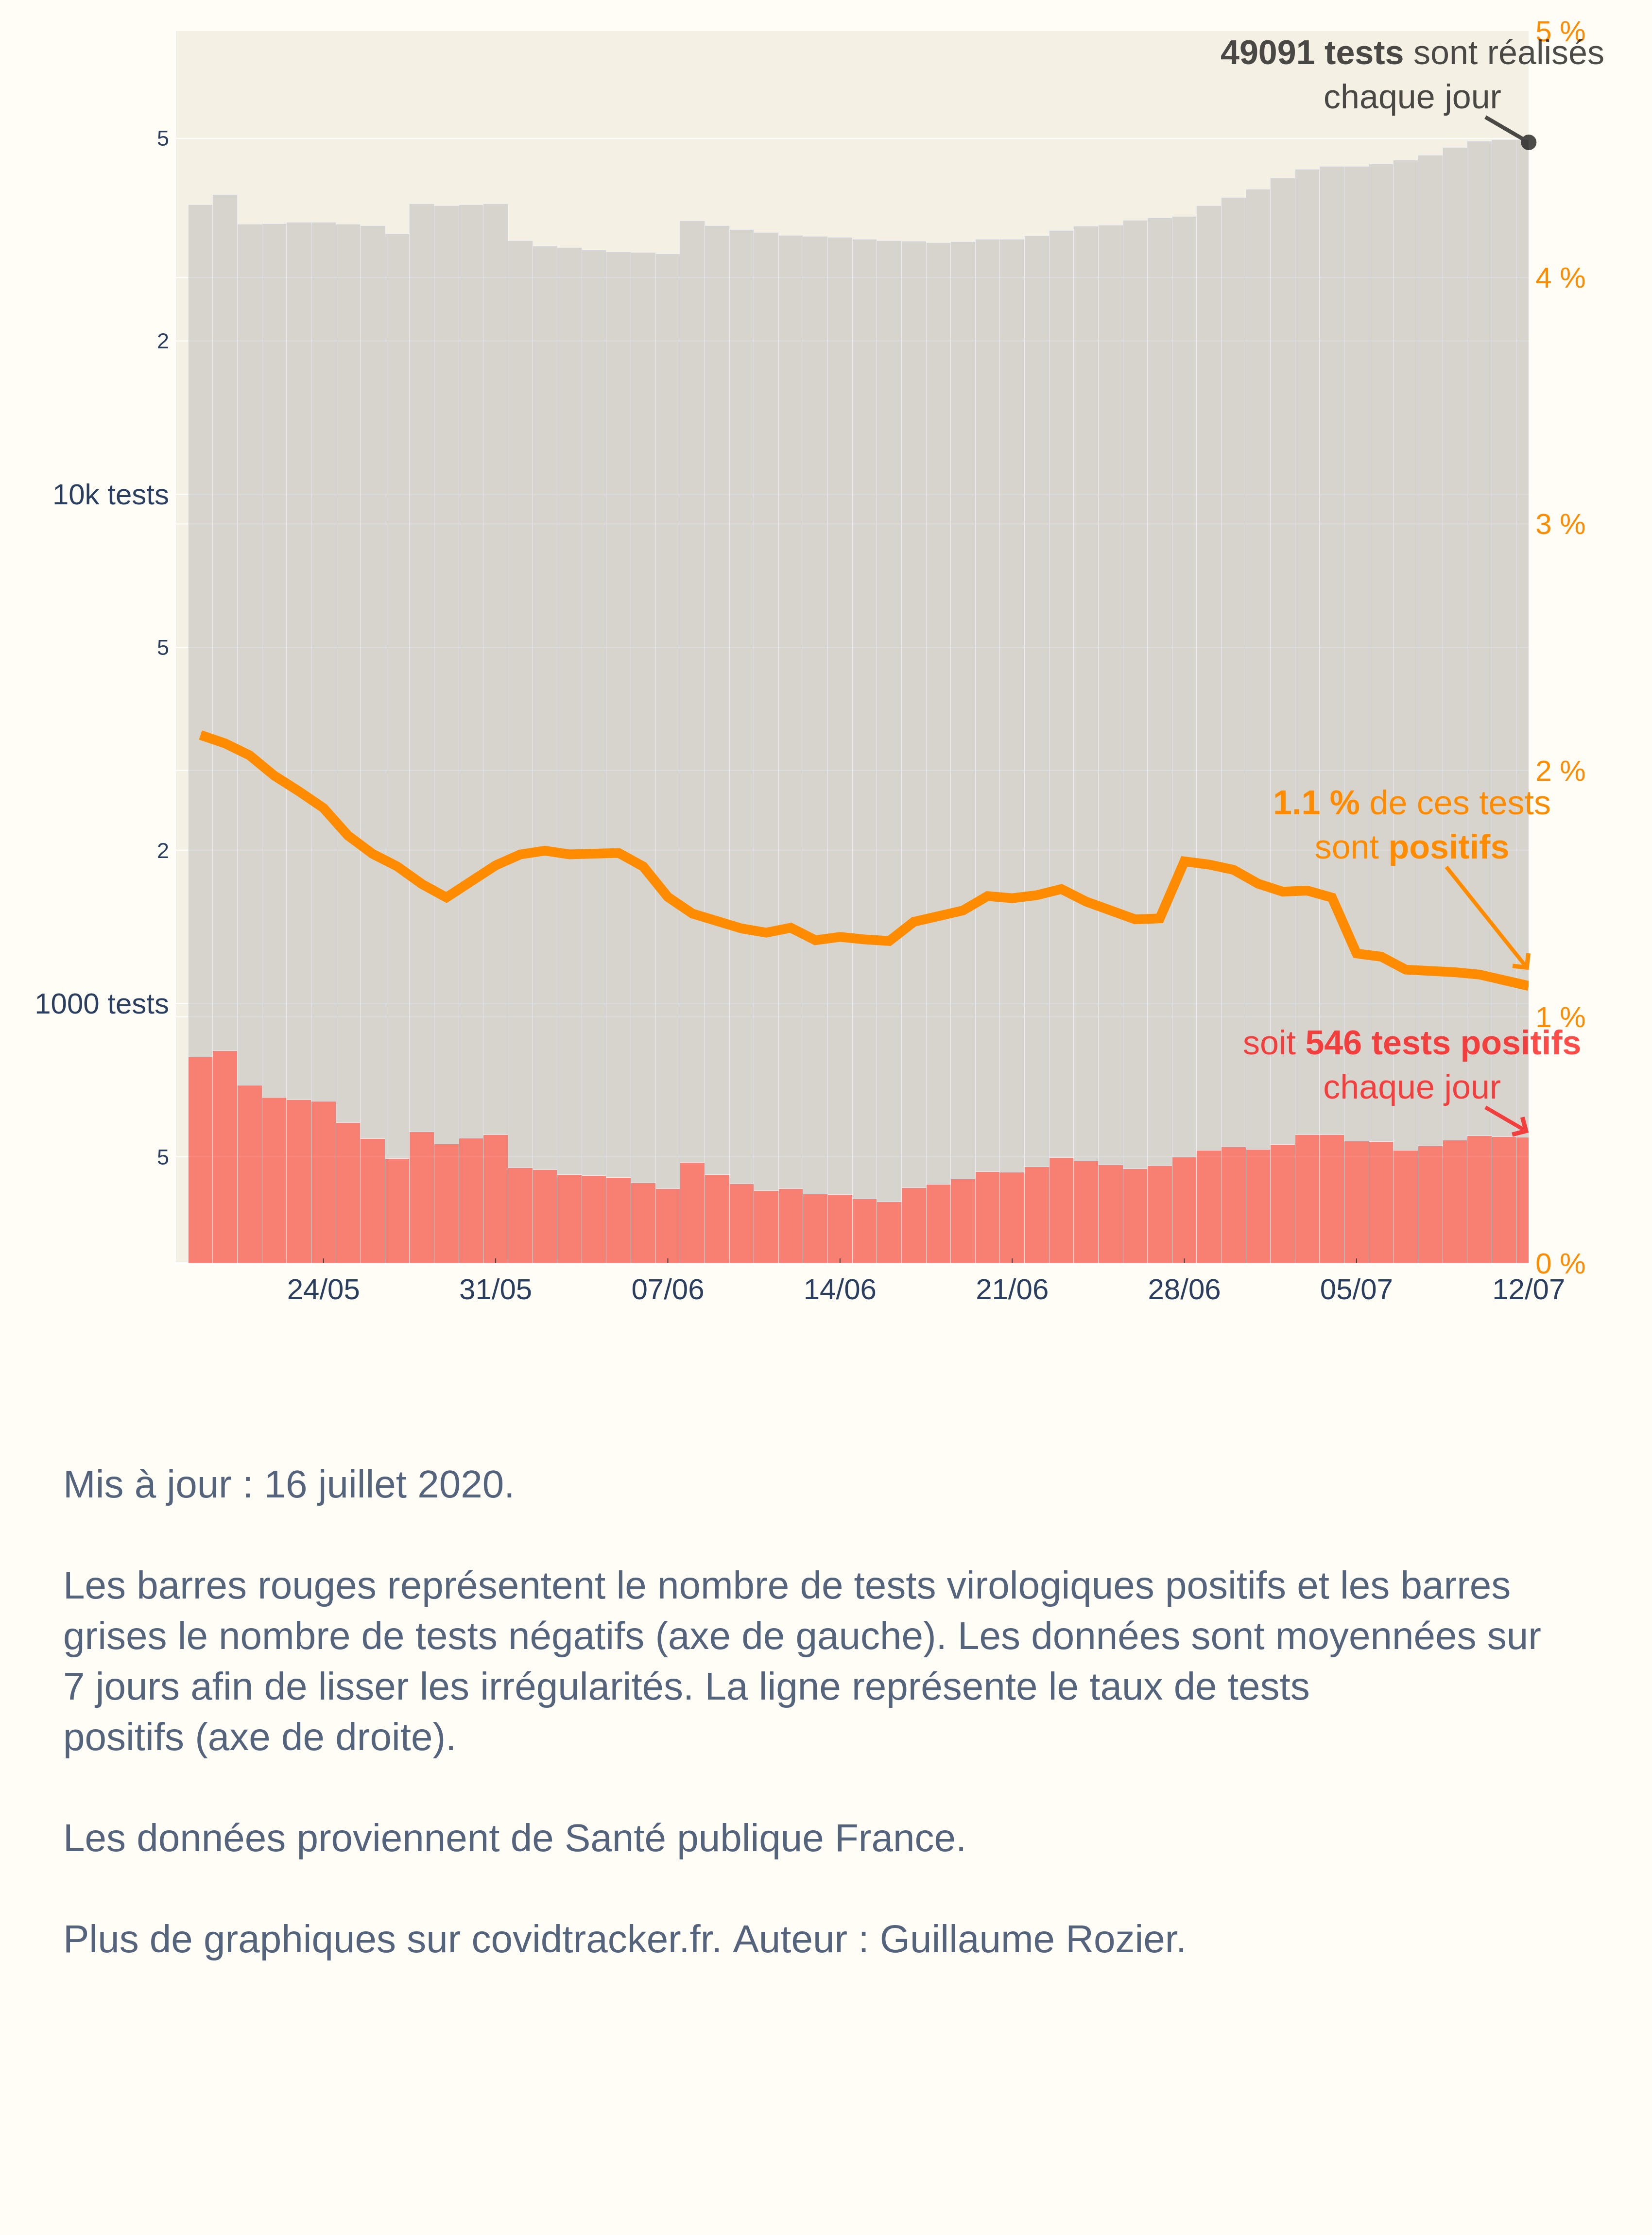 5 %
49091 tests sont réalisés
chaque jour
5
4 %
2
10k tests
3 %
5
2 %
1.1 % de ces tests
sont positifs
2
1000 tests
1 %
soit 546 tests positifs
chaque jour
5
0 %
24/05 31/05 07/06 14/06 21/06 28/06 05/07 12/07
Mis à jour : 16 juillet 2020.
Les barres rouges représentent le nombre de tests virologiques positifs et les barres
grises le nombre de tests négatifs (axe de gauche). Les données sont moyennées sur
7 jours afin de lisser les irrégularités. La ligne représente le taux de tests
positifs (axe de droite).
Les données proviennent de Santé publique France.
Plus de graphiques sur covidtracker.fr. Auteur : Guillaume Rozier.